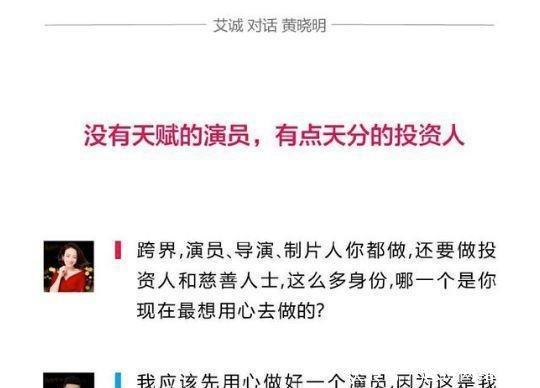 艾诚 对话 黄晓明
没有天赋的演员，有点天分的投资人
跨界,演员、导演、制片人你都做,还要做投
资人和慈善人士,这么多身份,哪一个是你
现在最想用心去做的?
我应该先用心做好一个演员,因为这是我